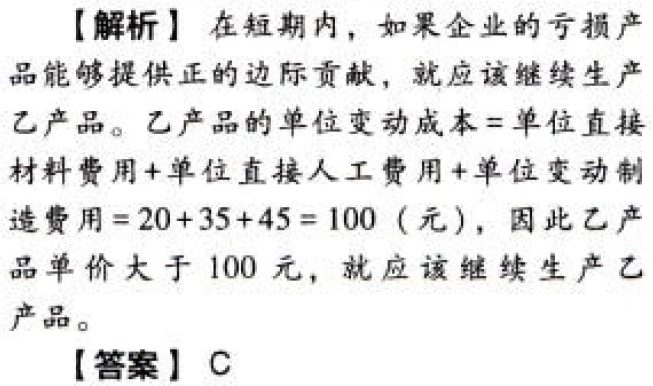 【解析】 在短期内，如果企业的亏损产
品能够提供正的边际贡献，就应该继续生产
乙产品。乙产品的单位变动成本=单位直接
材料费用+单位直接人工费用+单位变动制
造费用=20+35+45=100（元），因此乙产
品单价大于 100 元，就应该继续生产乙
产品。
【答案】 C